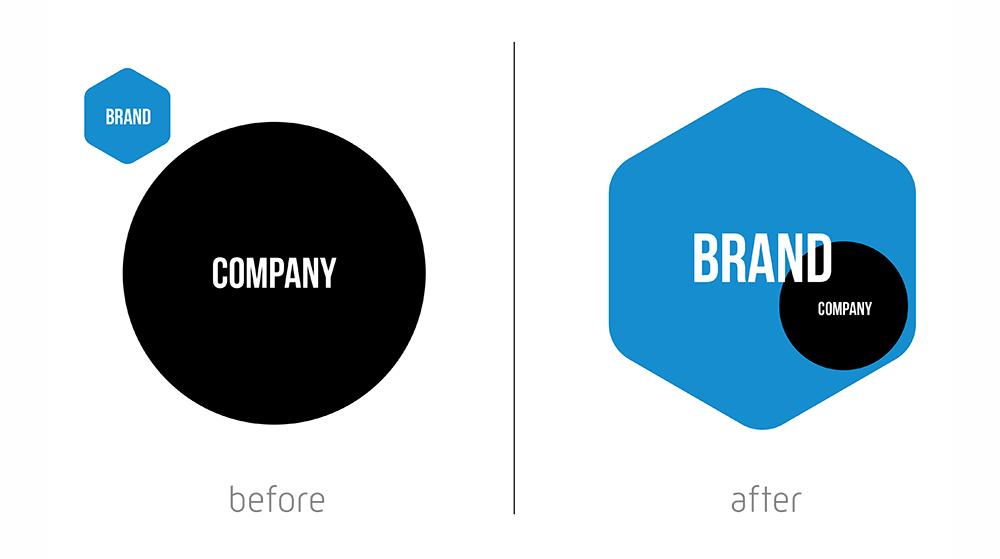 BRAND
COMPANY
before
BRAND
COMPANY
after